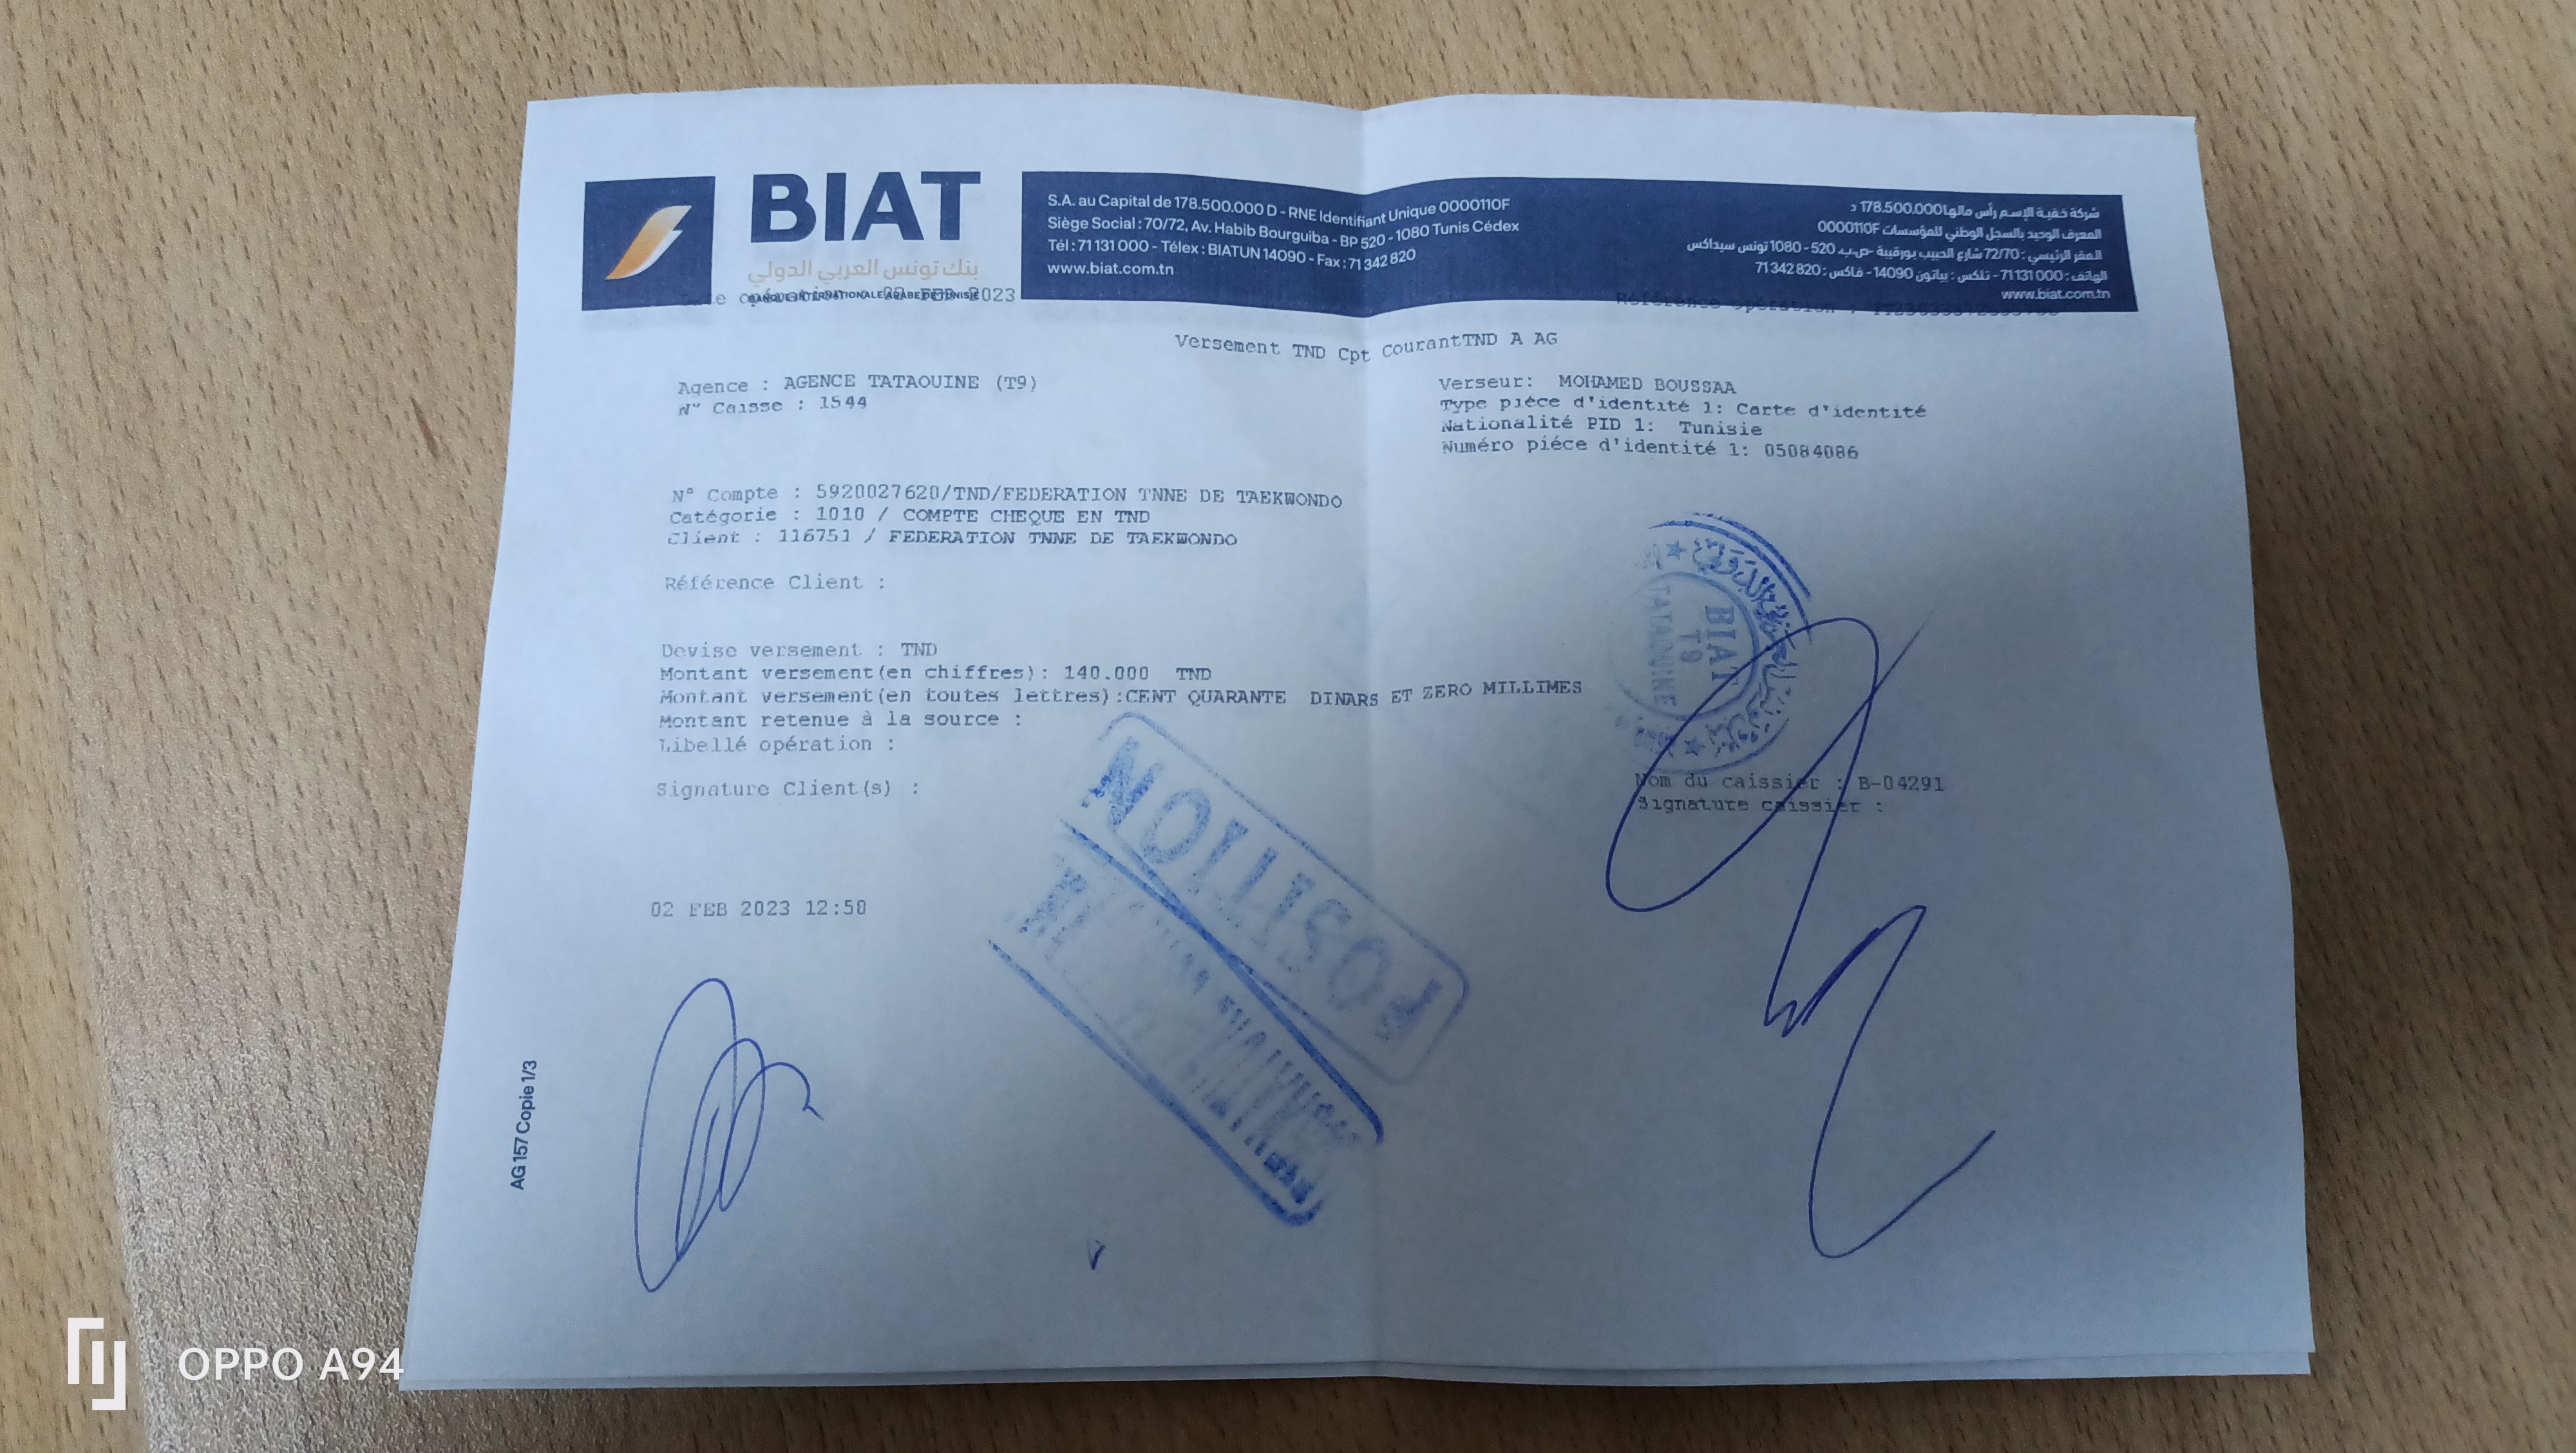 BIAT
بنك تونس العربي الدولي
BANQUE INTERNATIONALE ARABE DE TUNISIE
S.A. au Capital de 178.500.000 D - RNE Identifiant Unique 0000110F
Siège Social : 70/72, Av. Habib Bourguiba - BP 520 - 1080 Tunis Cédex
Tél : 71 131 000 - Télex : BIATUN 14090 - Fax : 71 342 820
www.biat.com.tn
شركة خفية الإسم رأس مالها 178.500.000 د
المعرف الوحيد بالسجل الوطني للمؤسسات 0000110F
المقر الرئيسي : 72/70 شارع الحبيب بورقيبة -ص.ب. 520 - 1080 تونس سيداكس
الهاتف : 000 131 71 - تلكس : بياتون 14090 - فاكس : 820 342 71
www.biat.com.tn
2023
Référence opération :
Versement TND Cpt CourantTND A AG
Agence : AGENCE TATAOUINE (T9)
N° Caisse : 1544
Verseur: MOHAMED BOUSSAA
Type pièce d'identité 1: Carte d'identité
Nationalité PID 1: Tunisie
Numéro piéce d'identité 1: 05084086
N° Compte : 5920027620/TND/FEDERATION TNNE DE TAEKWONDO
Catégorie : 1010 / COMPTE CHEQUE EN TND
Client : 116751 / FEDERATION TNNE DE TAEKWONDO
Référence Client :
Devise versement : TND
Montant versement(en chiffres): 140.000 TND
Montant versement(en toutes lettres):CENT QUARANTE DINARS ET ZERO MILLIMES
Montant retenue à la source :
Libellé opération :
Signature Client(s) :
BIAT
T9
TATAOUINE
Nom du caissier : B-04291
Signature caissier :
POSITION
02 FEB 2023 12:50
AG 157 Copie 1/3
OPPO A94